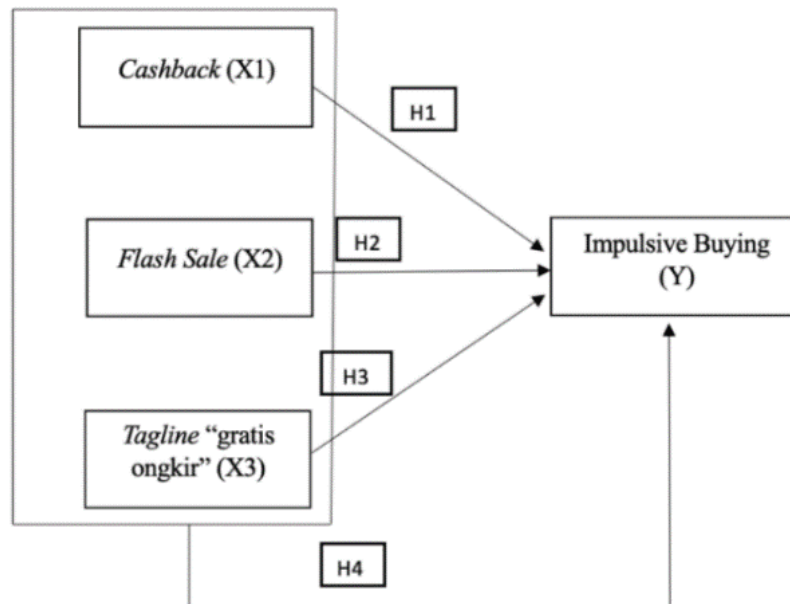 Cashback (X1)
H1
H2
Flash Sale (X2)
Impulsive Buying
(Y)
H3
Tagline “gratis
ongkir” (X3)
H4